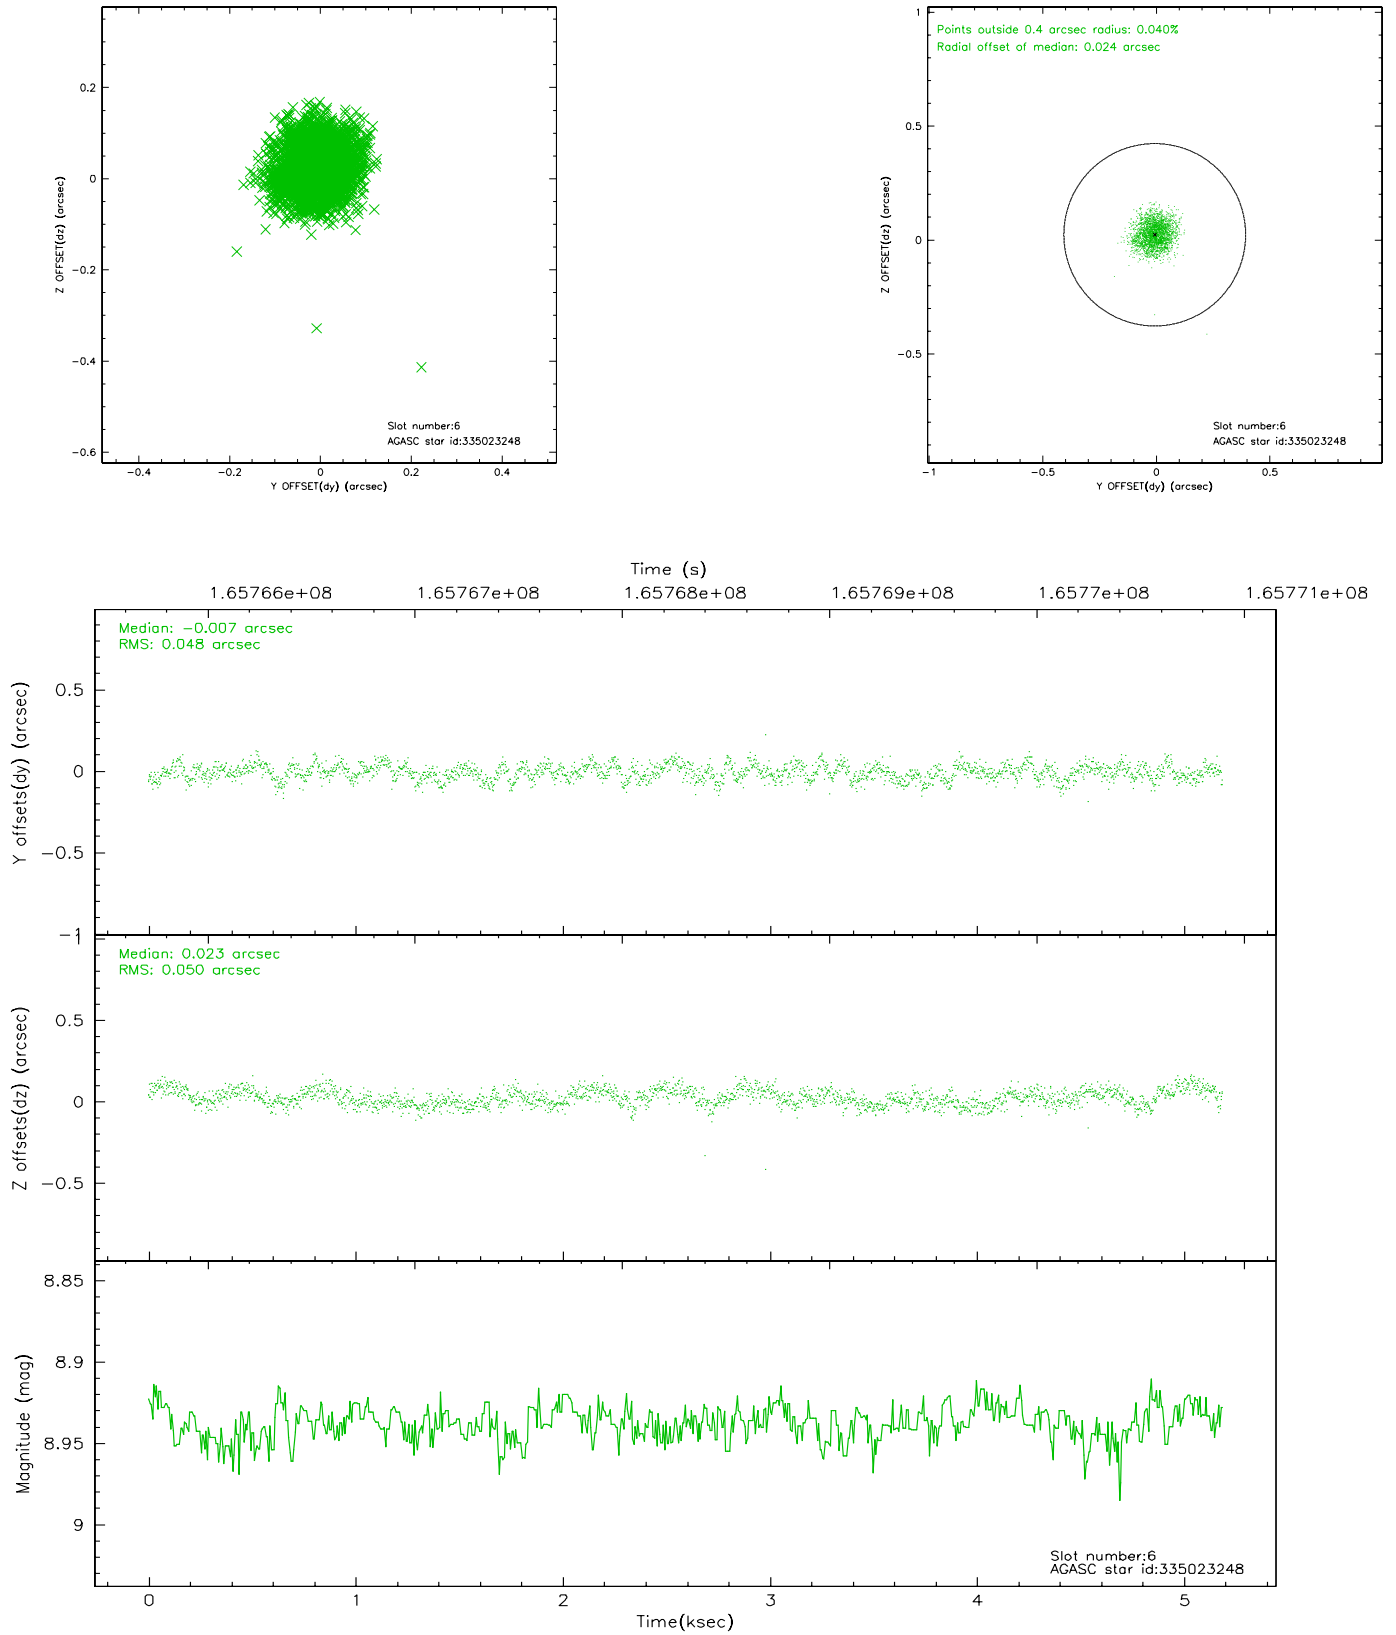 0.2
0
-0.2
-0.4
-0.6
Z OFFSET(dz) (arcsec)
Slot number:6
AGASC star id:335023248
-0.4 -0.2 0 0.2 0.4
Y OFFSET(dy) (arcsec)
Points outside 0.4 arcsec radius: 0.040%
Radial offset of median: 0.024 arcsec
1
0.5
0
-0.5
Z OFFSET(dz) (arcsec)
Slot number:6
AGASC star id:335023248
-1 -0.5 0 0.5
Y OFFSET(dy) (arcsec)
Time (s)
1.65766e+08 1.65767e+08 1.65768e+08 1.65769e+08 1.6577e+08 1.65771e+08
Median: -0.007 arcsec
RMS: 0.048 arcsec
0.5
0
-0.5
-1
Y offsets(dy) (arcsec)
Median: 0.023 arcsec
RMS: 0.050 arcsec
1
0.5
0
-0.5
Z offsets(dz) (arcsec)
8.85
8.9
8.95
9
Magnitude (mag)
Slot number:6
AGASC star id:335023248
0 1 2 3 4 5
Time(ksec)